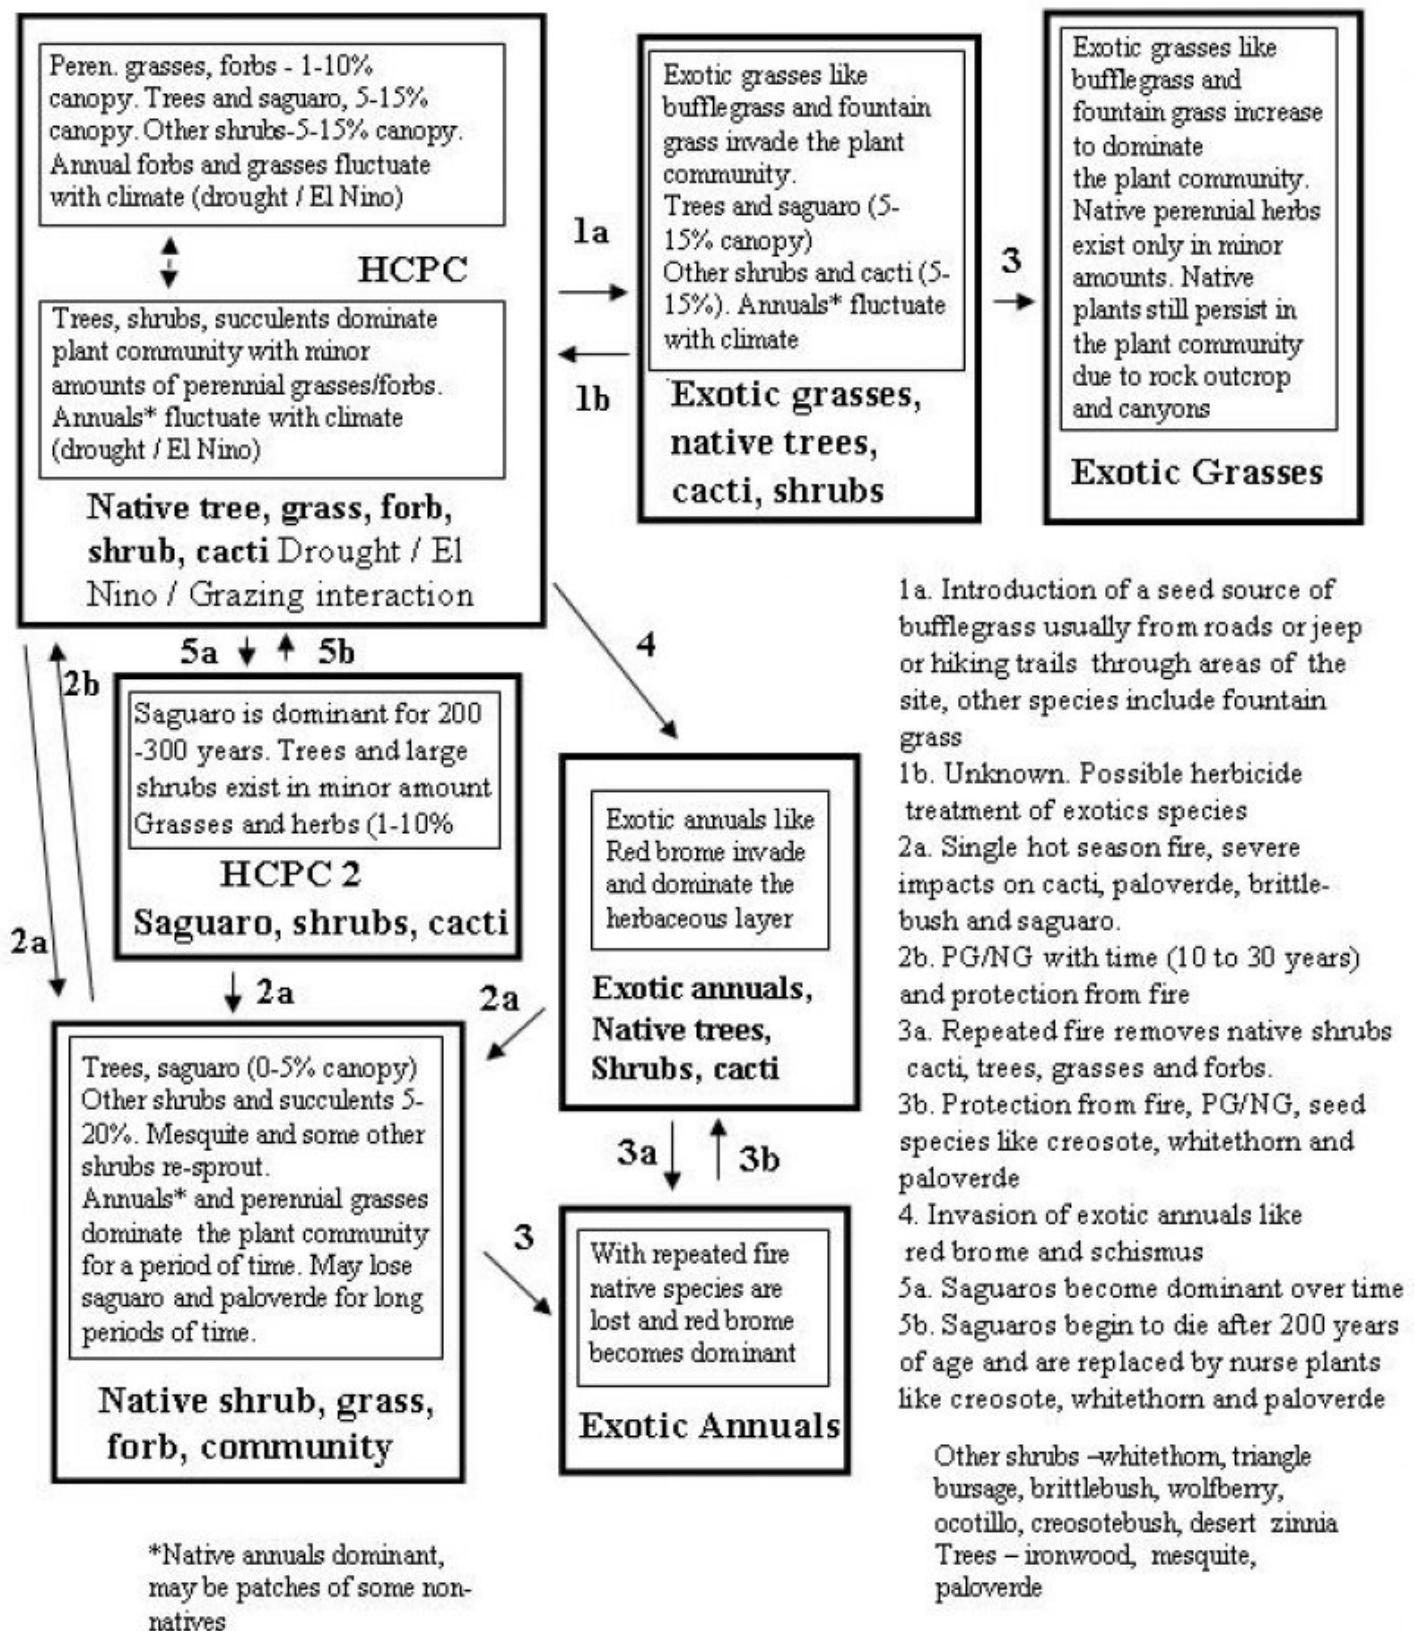 Peren. grasses, forbs - 1-10%
canopy. Trees and saguaro, 5-15%
canopy. Other shrubs-5-15% canopy.
Annual forbs and grasses fluctuate
with climate (drought / El Nino)
HCPC
Trees, shrubs, succulents dominate
plant community with minor
amounts of perennial grasses/forbs.
Annuals* fluctuate with climate
(drought / El Nino)
Native tree, grass, forb,
shrub, cacti Drought / El
Nino / Grazing interaction
1a
1b
Exotic grasses like
bufflegrass and fountain
grass invade the plant
community.
Trees and saguaro (5-
15% canopy)
Other shrubs and cacti (5-
15%). Annuals* fluctuate
with climate
Exotic grasses,
native trees,
cacti, shrubs
3
Exotic grasses like
bufflegrass and
fountain grass increase
to dominate
the plant community.
Native perennial herbs
exist only in minor
amounts. Native
plants still persist in
the plant community
due to rock outcrop
and canyons
Exotic Grasses
5a
5b
4
2b
2a
Saguaro is dominant for 200
-300 years. Trees and large
shrubs exist in minor amount
Grasses and herbs (1-10%
HCPC 2
Saguaro, shrubs, cacti
2a
2a
Exotic annuals like
Red brome invade
and dominate the
herbaceous layer
Exotic annuals,
Native trees,
Shrubs, cacti
3a
3b
Trees, saguaro (0-5% canopy)
Other shrubs and succulents 5-
20%. Mesquite and some other
shrubs re-sprout.
Annuals* and perennial grasses
dominate the plant community
for a period of time. May lose
saguaro and paloverde for long
periods of time.
Native shrub, grass,
forb, community
3
With repeated fire
native species are
lost and red brome
becomes dominant
Exotic Annuals
1a. Introduction of a seed source of
bufflegrass usually from roads or jeep
or hiking trails through areas of the
site, other species include fountain
grass
1b. Unknown. Possible herbicide
treatment of exotics species
2a. Single hot season fire, severe
impacts on cacti, paloverde, brittle-
bush and saguaro.
2b. PG/NG with time (10 to 30 years)
and protection from fire
3a. Repeated fire removes native shrubs
cacti, trees, grasses and forbs.
3b. Protection from fire, PG/NG, seed
species like creosote, whitethorn and
paloverde
4. Invasion of exotic annuals like
red brome and schismus
5a. Saguaros become dominant over time
5b. Saguaros begin to die after 200 years
of age and are replaced by nurse plants
like creosote, whitethorn and paloverde
Other shrubs –whitethorn, triangle
bursage, brittlebush, wolfberry,
ocotillo, creosotebush, desert zinnia
Trees – ironwood, mesquite,
paloverde
*Native annuals dominant,
may be patches of some non-
natives